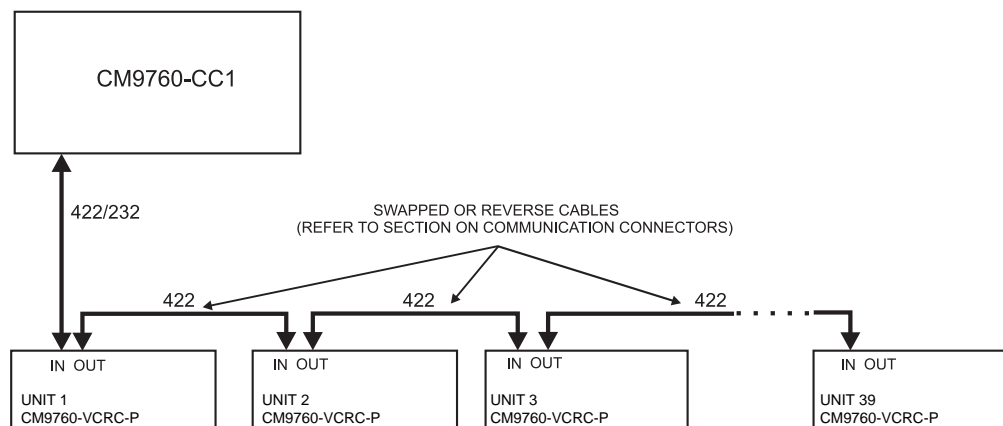 CM9760-CC1
422/232
SWAPPED OR REVERSE CABLES
(REFER TO SECTION ON COMMUNICATION CONNECTORS)
422
422
422
IN OUT
IN OUT
IN OUT
IN OUT
UNIT 1
CM9760-VCRC-P
UNIT 2
CM9760-VCRC-P
UNIT 3
CM9760-VCRC-P
UNIT 39
CM9760-VCRC-P